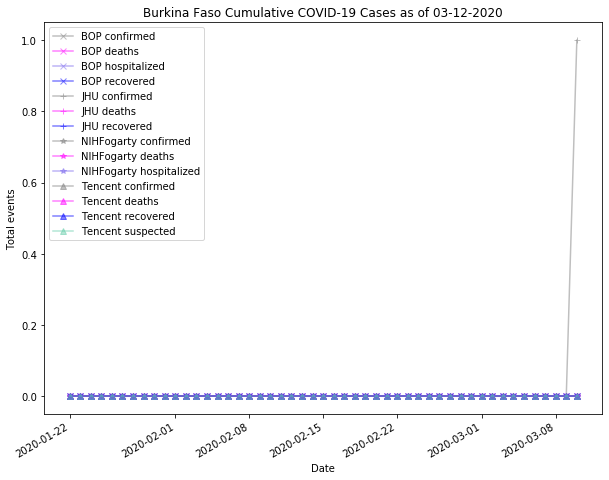 Burkina Faso Cumulative COVID-19 Cases as of 03-12-2020
1.0
0.8
0.6
0.4
0.2
0.0
Total events
BOP confirmed
BOP deaths
BOP hospitalized
BOP recovered
JHU confirmed
JHU deaths
JHU recovered
NIHFogarty confirmed
NIHFogarty deaths
NIHFogarty hospitalized
Tencent confirmed
Tencent deaths
Tencent recovered
Tencent suspected
2020-01-22
2020-02-01
2020-02-08
2020-02-15
2020-02-22
2020-03-01
2020-03-08
Date